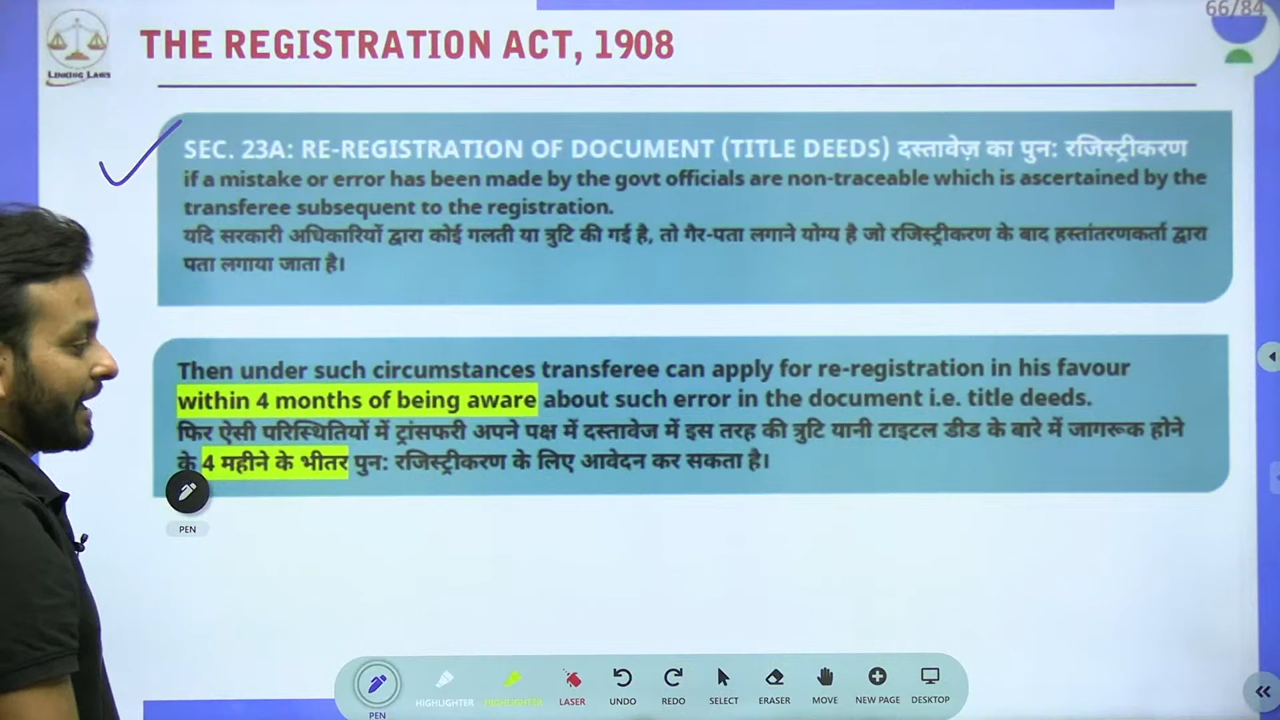 66/84
LINKING LAWS
THE REGISTRATION ACT, 1908
SEC. 23A: RE-REGISTRATION OF DOCUMENT (TITLE DEEDS) दस्तावेज़ का पुन: रजिस्ट्रीकरण
if a mistake or error has been made by the govt officials are non-traceable which is ascertained by the
transferee subsequent to the registration.
यदि सरकारी अधिकारियों द्वारा कोई गलती या त्रुटि की गई है, तो गैर-पता लगाने योग्य है जो रजिस्ट्रीकरण के बाद हस्तांतरणकर्ता द्वारा
पता लगाया जाता है।
Then under such circumstances transferee can apply for re-registration in his favour
within 4 months of being aware about such error in the document i.e. title deeds.
फिर ऐसी परिस्थितियों में ट्रांसफरी अपने पक्ष में दस्तावेज में इस तरह की त्रुटि यानी टाइटल डीड के बारे में जागरूक होने
के 4 महीने के भीतर पुन: रजिस्ट्रीकरण के लिए आवेदन कर सकता है।
PEN
PEN HIGHLIGHTER HIGHLIGHTER LASER UNDO REDO SELECT ERASER MOVE NEW PAGE DESKTOP